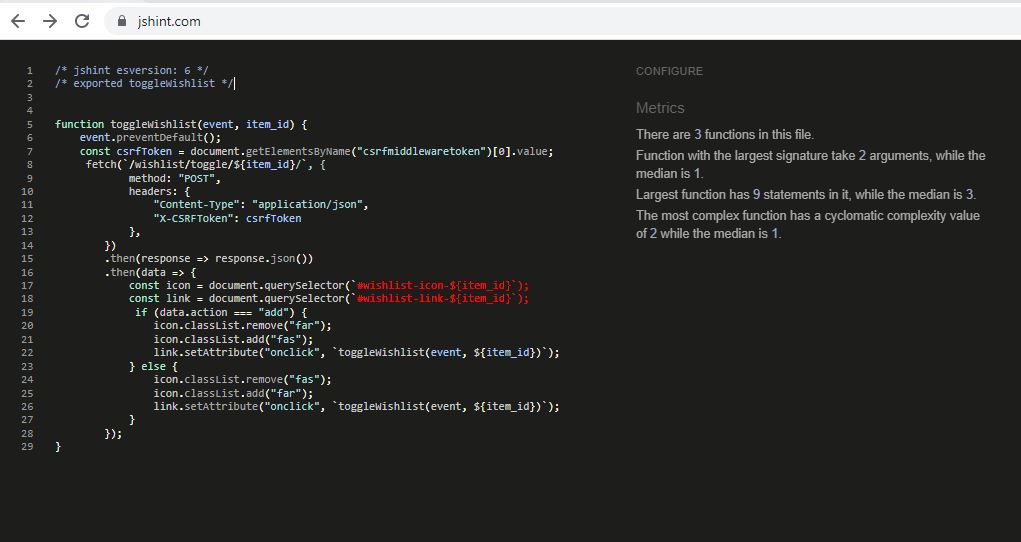 jshint.com
1 /* jshint esversion: 6 */
2 /* exported toggleWishlist */
3
4
5 function toggleWishlist(event, item_id) {
6 event.preventDefault();
7 const csrfToken = document.getElementsByName("csrfmiddlewaretoken")[0].value;
8 fetch(`/wishlist/toggle/${item_id}/`, {
9 method: "POST",
10 headers: {
11 "Content-Type": "application/json",
12 "X-CSRFToken": csrfToken
13 },
14 })
15 .then(response => response.json())
16 .then(data => {
17 const icon = document.querySelector(`#wishlist-icon-${item_id}`);
18 const link = document.querySelector(`#wishlist-link-${item_id}`);
19 if (data.action === "add") {
20 icon.classList.remove("far");
21 icon.classList.add("fas");
22 link.setAttribute("onclick", `toggleWishlist(event, ${item_id})`);
23 } else {
24 icon.classList.remove("fas");
25 icon.classList.add("far");
26 link.setAttribute("onclick", `toggleWishlist(event, ${item_id})`);
27 }
28 });
29 }
CONFIGURE
Metrics
There are 3 functions in this file.
Function with the largest signature take 2 arguments, while the
median is 1.
Largest function has 9 statements in it, while the median is 3.
The most complex function has a cyclomatic complexity value
of 2 while the median is 1.